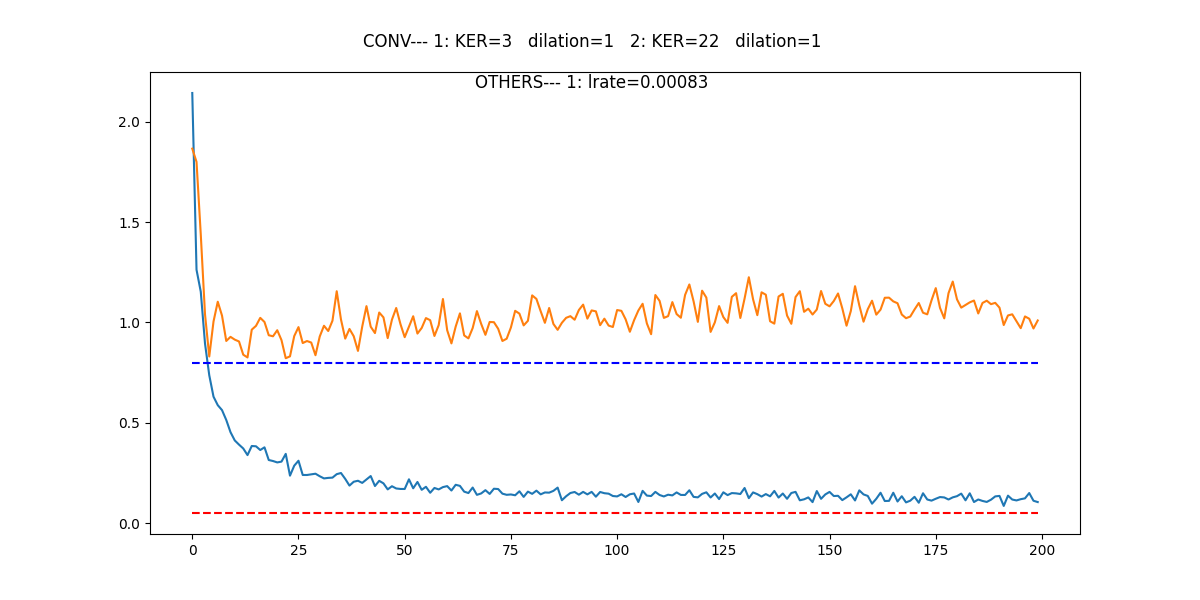 CONV--- 1: KER=3   dilation=1   2: KER=22   dilation=1
OTHERS--- 1: lrate=0.00083
2.0
1.5
1.0
0.5
0.0
0 25 50 75 100 125 150 175 200